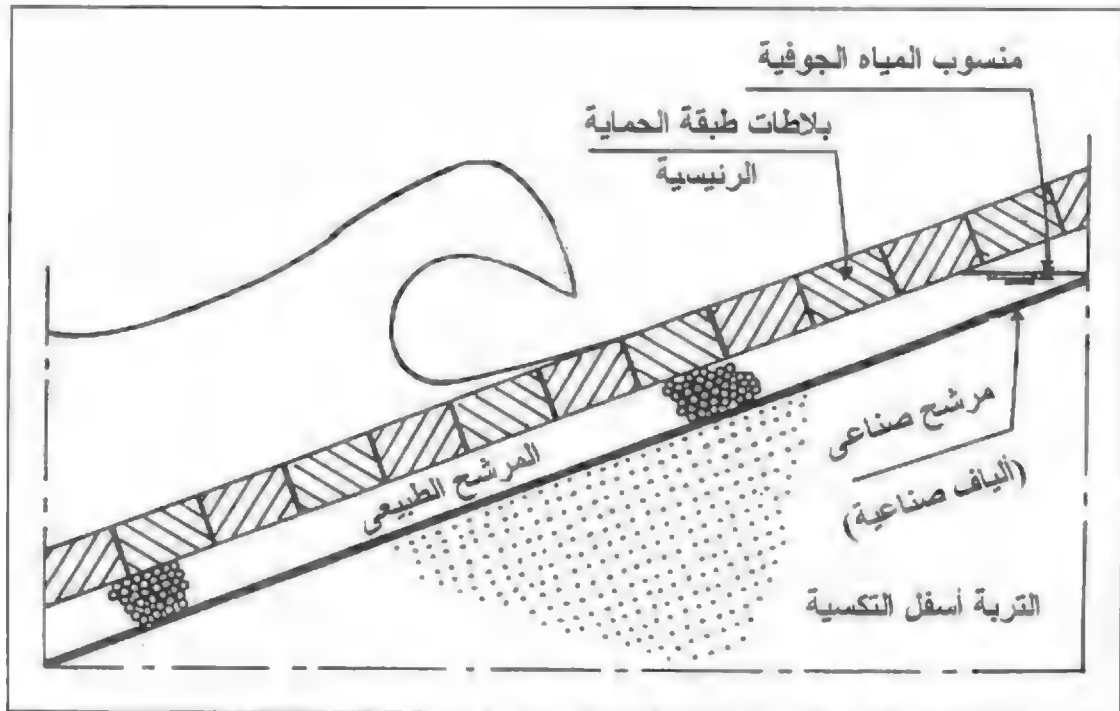 منسوب المياه الجوفية
بلاطات طبقة الحماية
الرئيسية
مرشح صناعى
(ألياف صناعية)
المرشح الطبيعى
التربة أسفل التكسية